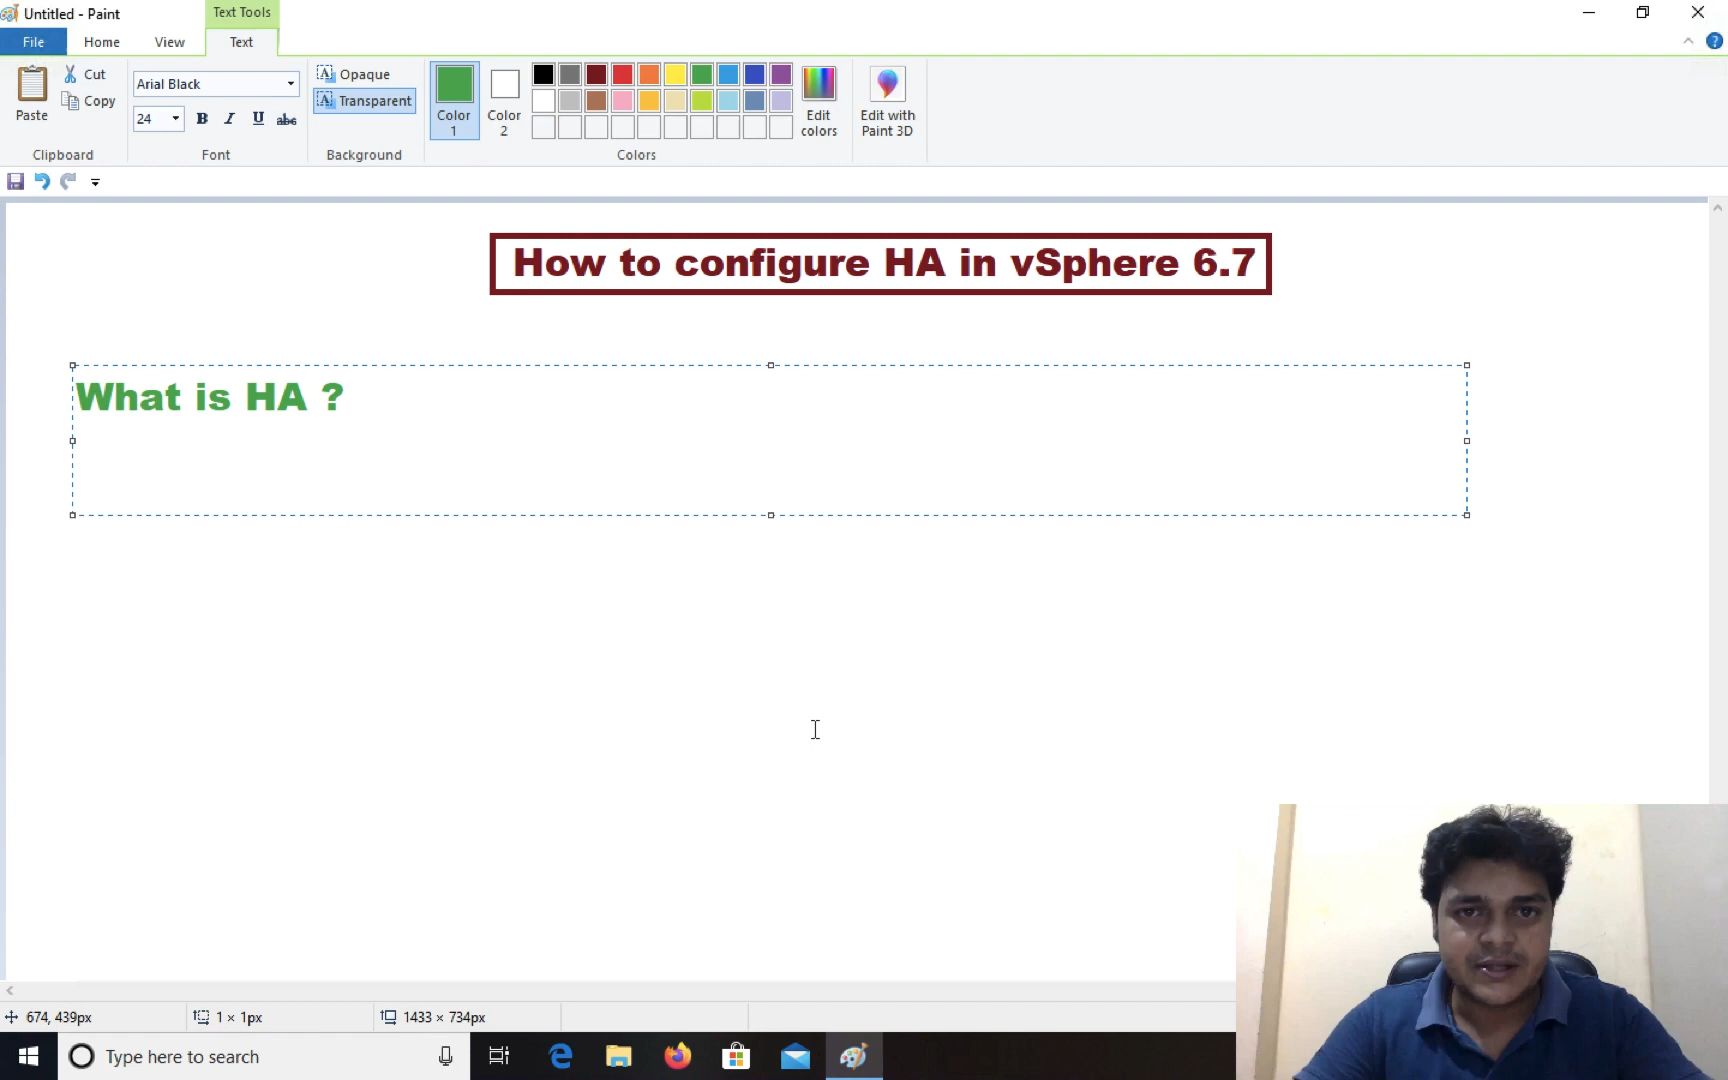 Untitled - Paint
Text Tools
File
Home
View
Text
Paste
Cut
Copy
Clipboard
Arial Black
24
B I U abc
Font
Opaque
Transparent
Background
Color 1
Color 2
Colors
Edit colors
Edit with Paint 3D
How to configure HA in vSphere 6.7
What is HA ?
674, 439px
1 × 1px
1433 × 734px
Type here to search